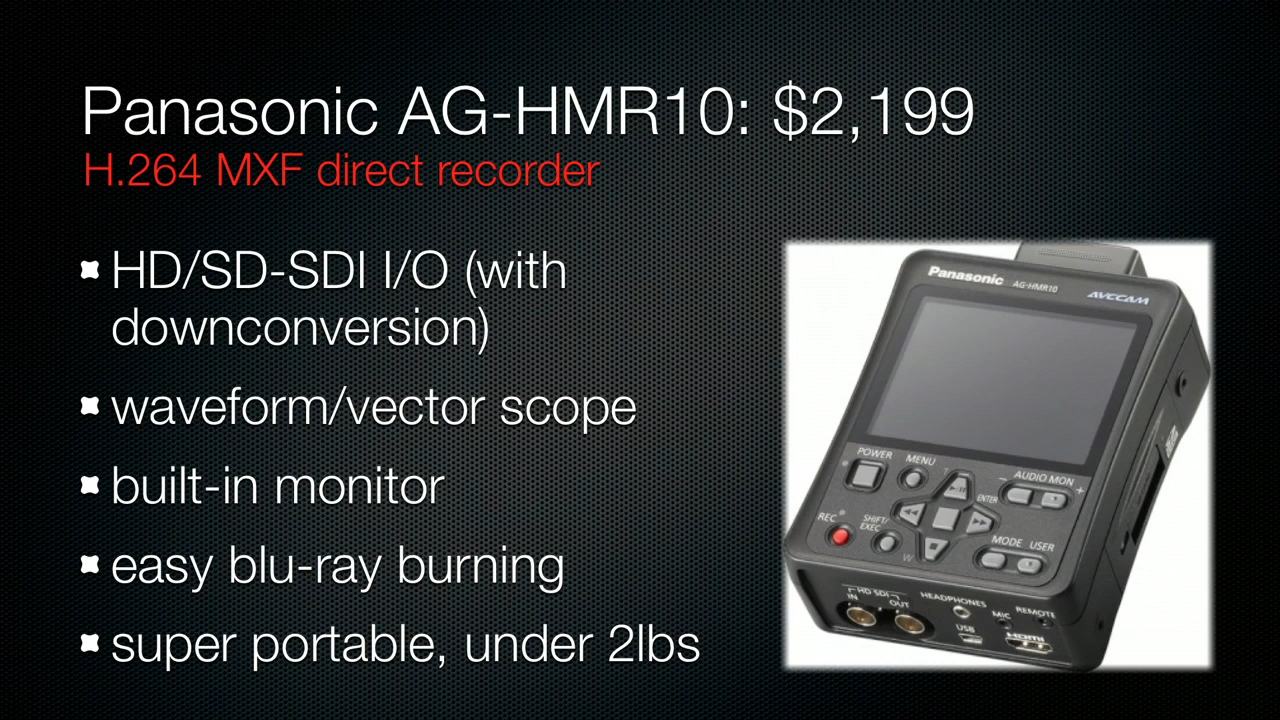 Panasonic AG-HMR10: $2,199
H.264 MXF direct recorder
HD/SD-SDI I/O (with
downconversion)
waveform/vector scope
built-in monitor
easy blu-ray burning
super portable, under 2lbs
Panasonic AG-HMR10 AVCCAM
POWER MENU T AUDIO MON
- +
ENTER
REC SHIFT/
EXEC
W MODE USER
HD SDI
IN OUT HEADPHONES MIC REMOTE
USB HDMI